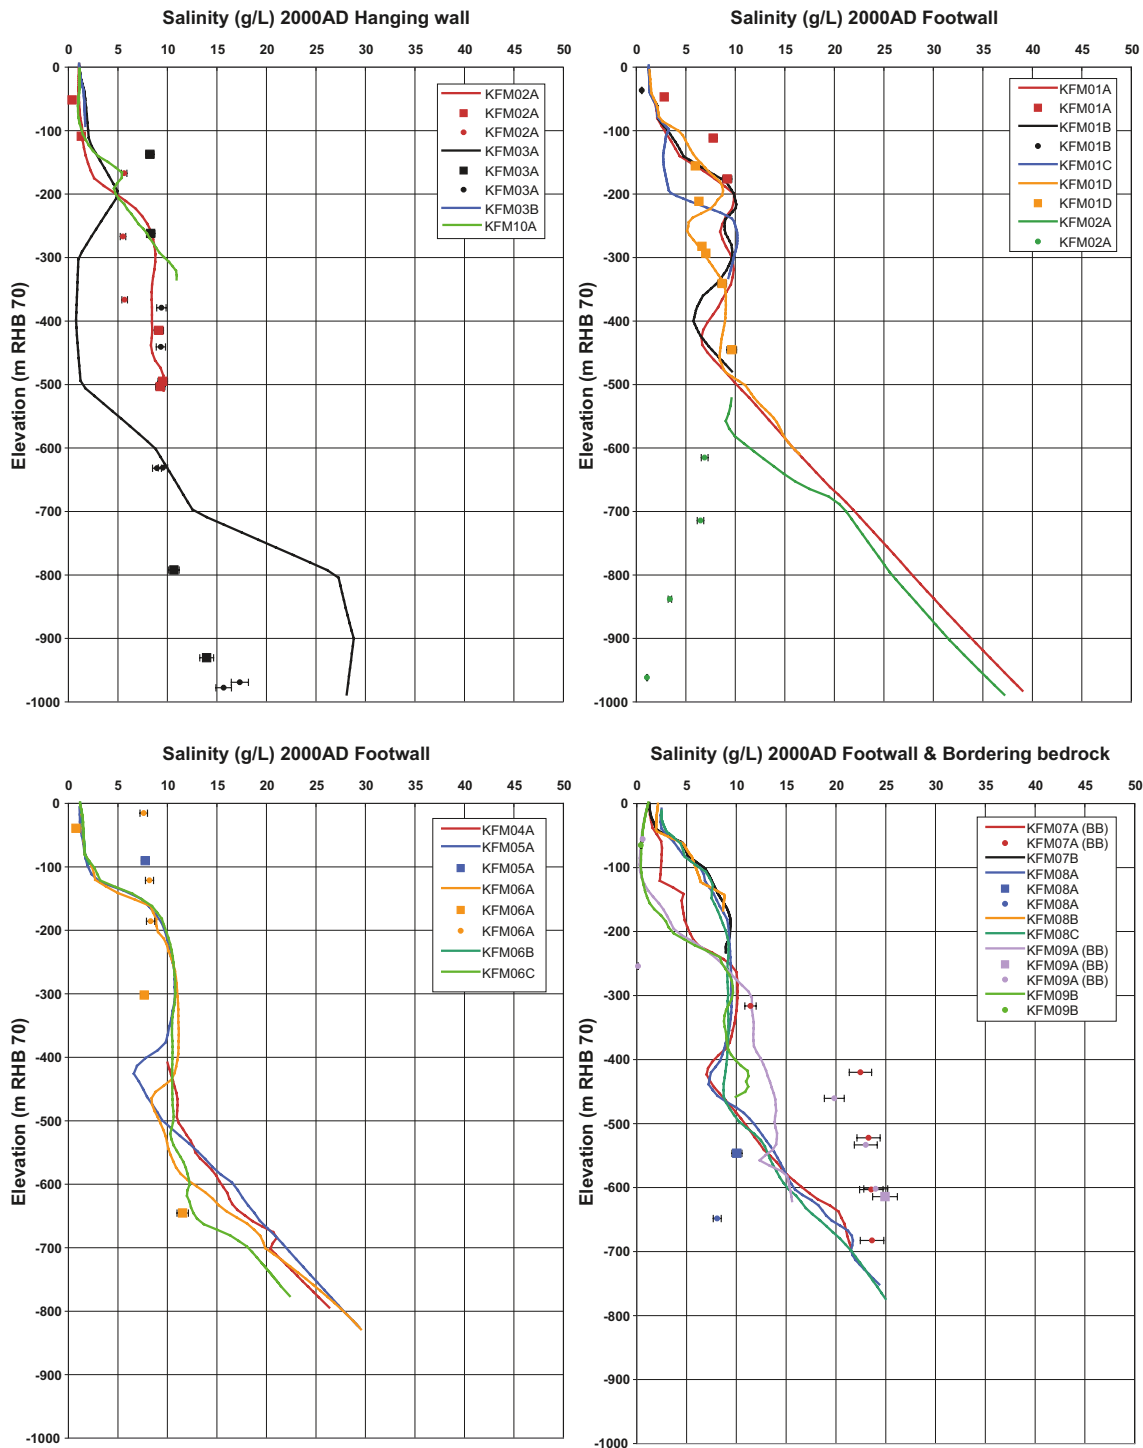 Salinity (g/L) 2000AD Hanging wall
0 5 10 15 20 25 30 35 40 45 50
0
-100
-200
-300
-400
-500
-600
-700
-800
-900
-1000
Elevation (m RHB 70)
KFM02A
KFM02A
KFM02A
KFM03A
KFM03A
KFM03A
KFM03B
KFM10A
Salinity (g/L) 2000AD Footwall
0 5 10 15 20 25 30 35 40 45 50
0
-100
-200
-300
-400
-500
-600
-700
-800
-900
-1000
Elevation (m RHB 70)
KFM01A
KFM01A
KFM01B
KFM01B
KFM01C
KFM01D
KFM01D
KFM02A
KFM02A
Salinity (g/L) 2000AD Footwall
0 5 10 15 20 25 30 35 40 45 50
0
-100
-200
-300
-400
-500
-600
-700
-800
-900
-1000
Elevation (m RHB 70)
KFM04A
KFM05A
KFM05A
KFM06A
KFM06A
KFM06A
KFM06B
KFM06C
Salinity (g/L) 2000AD Footwall & Bordering bedrock
0 5 10 15 20 25 30 35 40 45 50
0
-100
-200
-300
-400
-500
-600
-700
-800
-900
-1000
Elevation (m RHB 70)
KFM07A (BB)
KFM07A (BB)
KFM07B
KFM08A
KFM08A
KFM08A
KFM08B
KFM08C
KFM09A (BB)
KFM09A (BB)
KFM09A (BB)
KFM09B
KFM09B